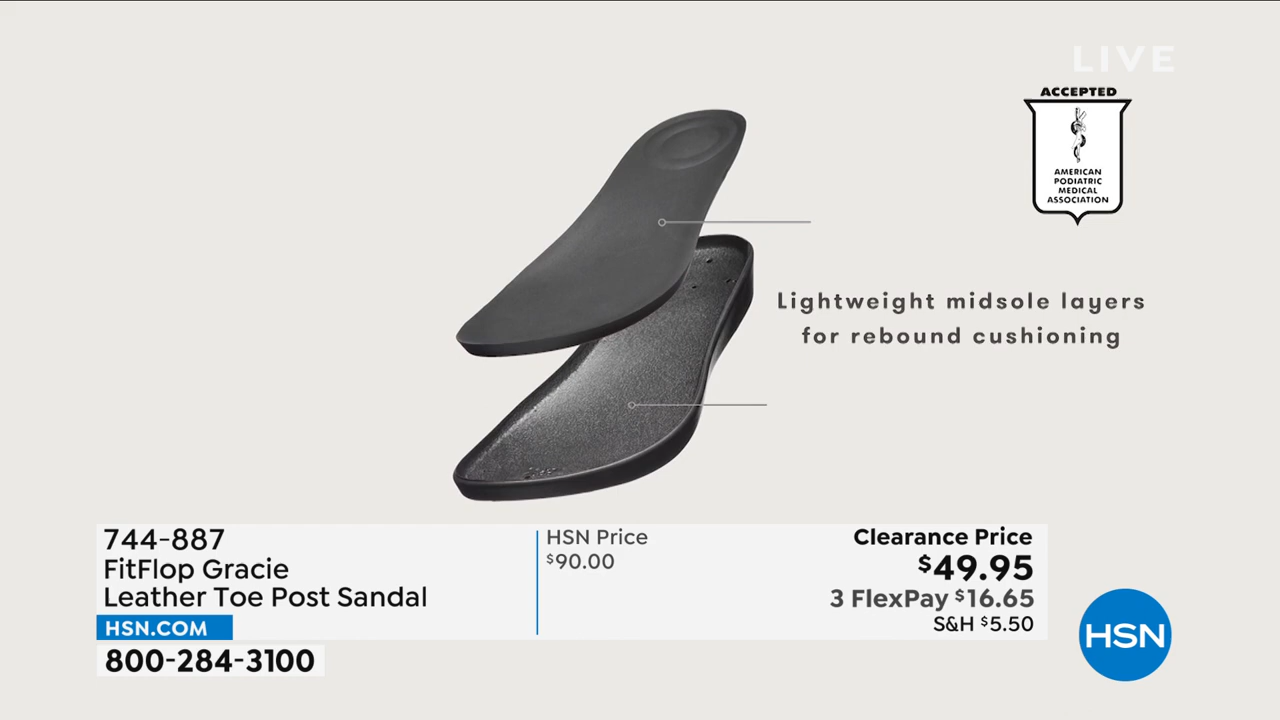 LIVE
ACCEPTED
AMERICAN
PODIATRIC
MEDICAL
ASSOCIATION
Lightweight midsole layers
for rebound cushioning
744-887
FitFlop Gracie
Leather Toe Post Sandal
HSN.COM
800-284-3100
HSN Price
$90.00
Clearance Price
$49.95
3 FlexPay $16.65
S&H $5.50
HSN